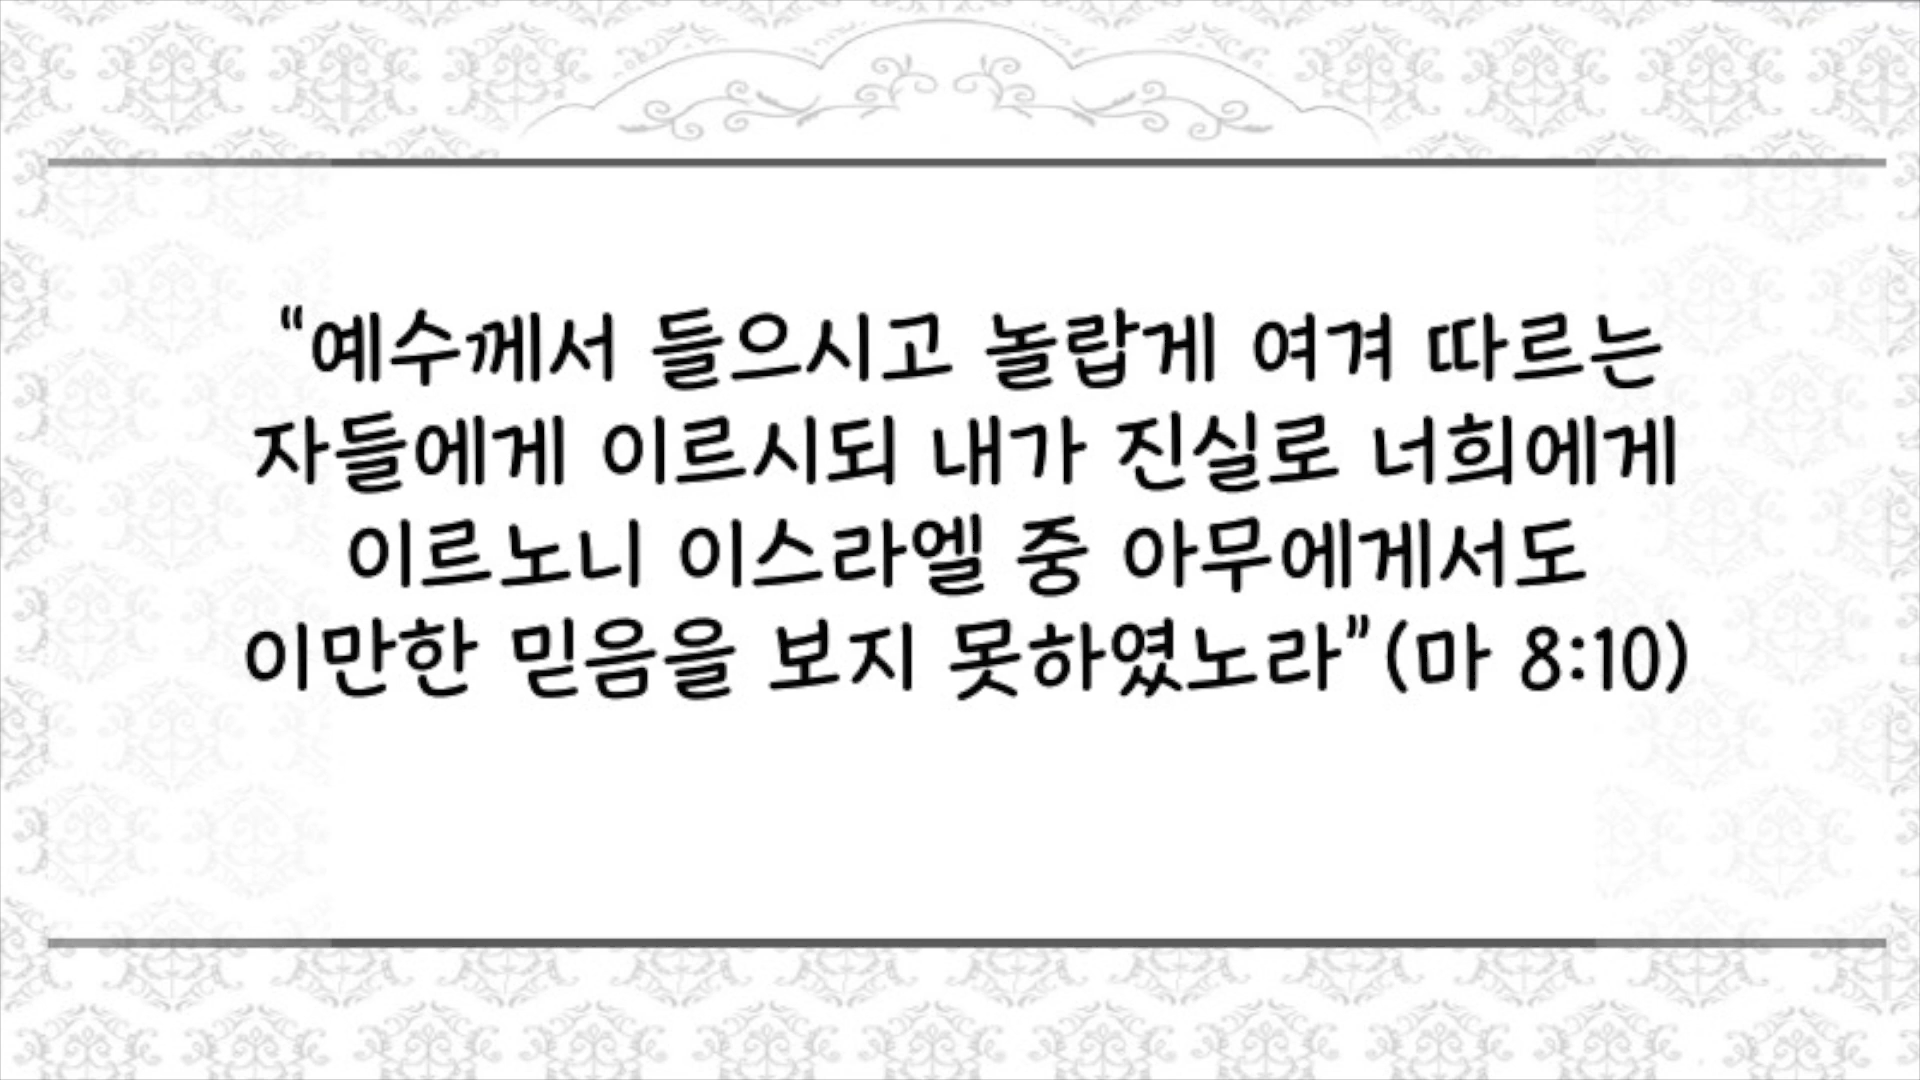 “예수께서 들으시고 놀랍게 여겨 따르는
자들에게 이르시되 내가 진실로 너희에게
이르노니 이스라엘 중 아무에게서도
이만한 믿음을 보지 못하였노라”(마 8:10)